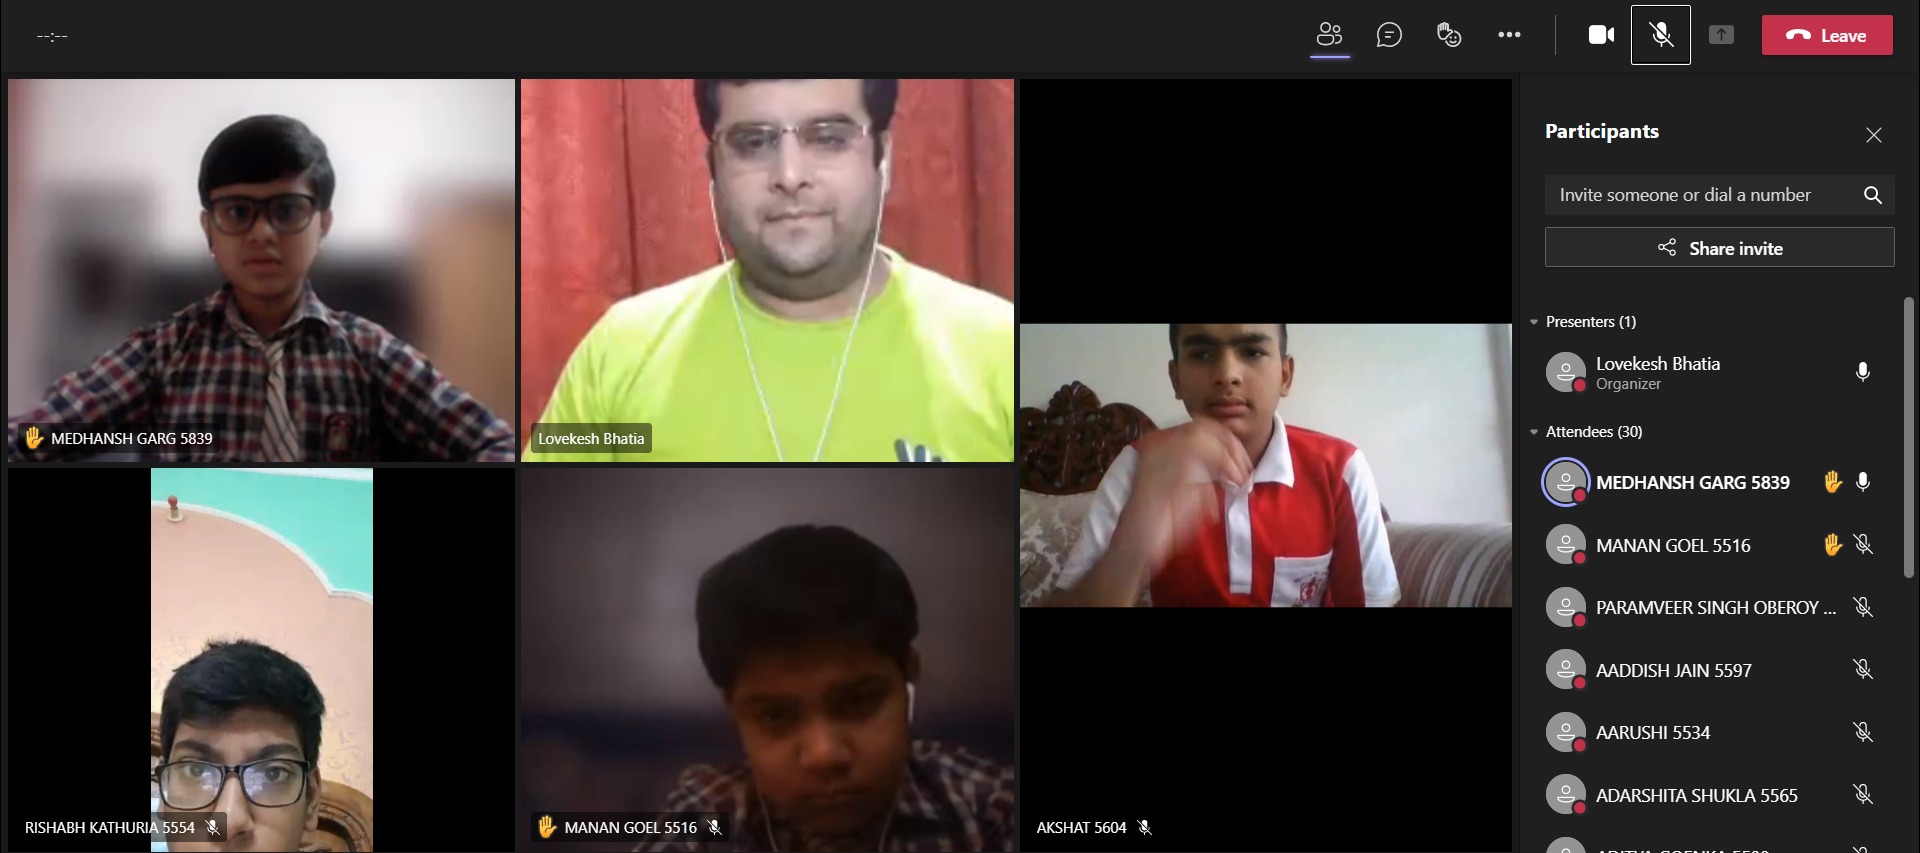 --:--
Leave
MEDHANSH GARG 5839
Lovekesh Bhatia
RISHABH KATHURIA 5554
MANAN GOEL 5516
AKSHAT 5604
Participants
Invite someone or dial a number
Share invite
Presenters (1)
Lovekesh Bhatia
Organizer
Attendees (30)
MEDHANSH GARG 5839
MANAN GOEL 5516
PARAMVEER SINGH OBEROY ...
AADDISH JAIN 5597
AARUSHI 5534
ADARSHITA SHUKLA 5565